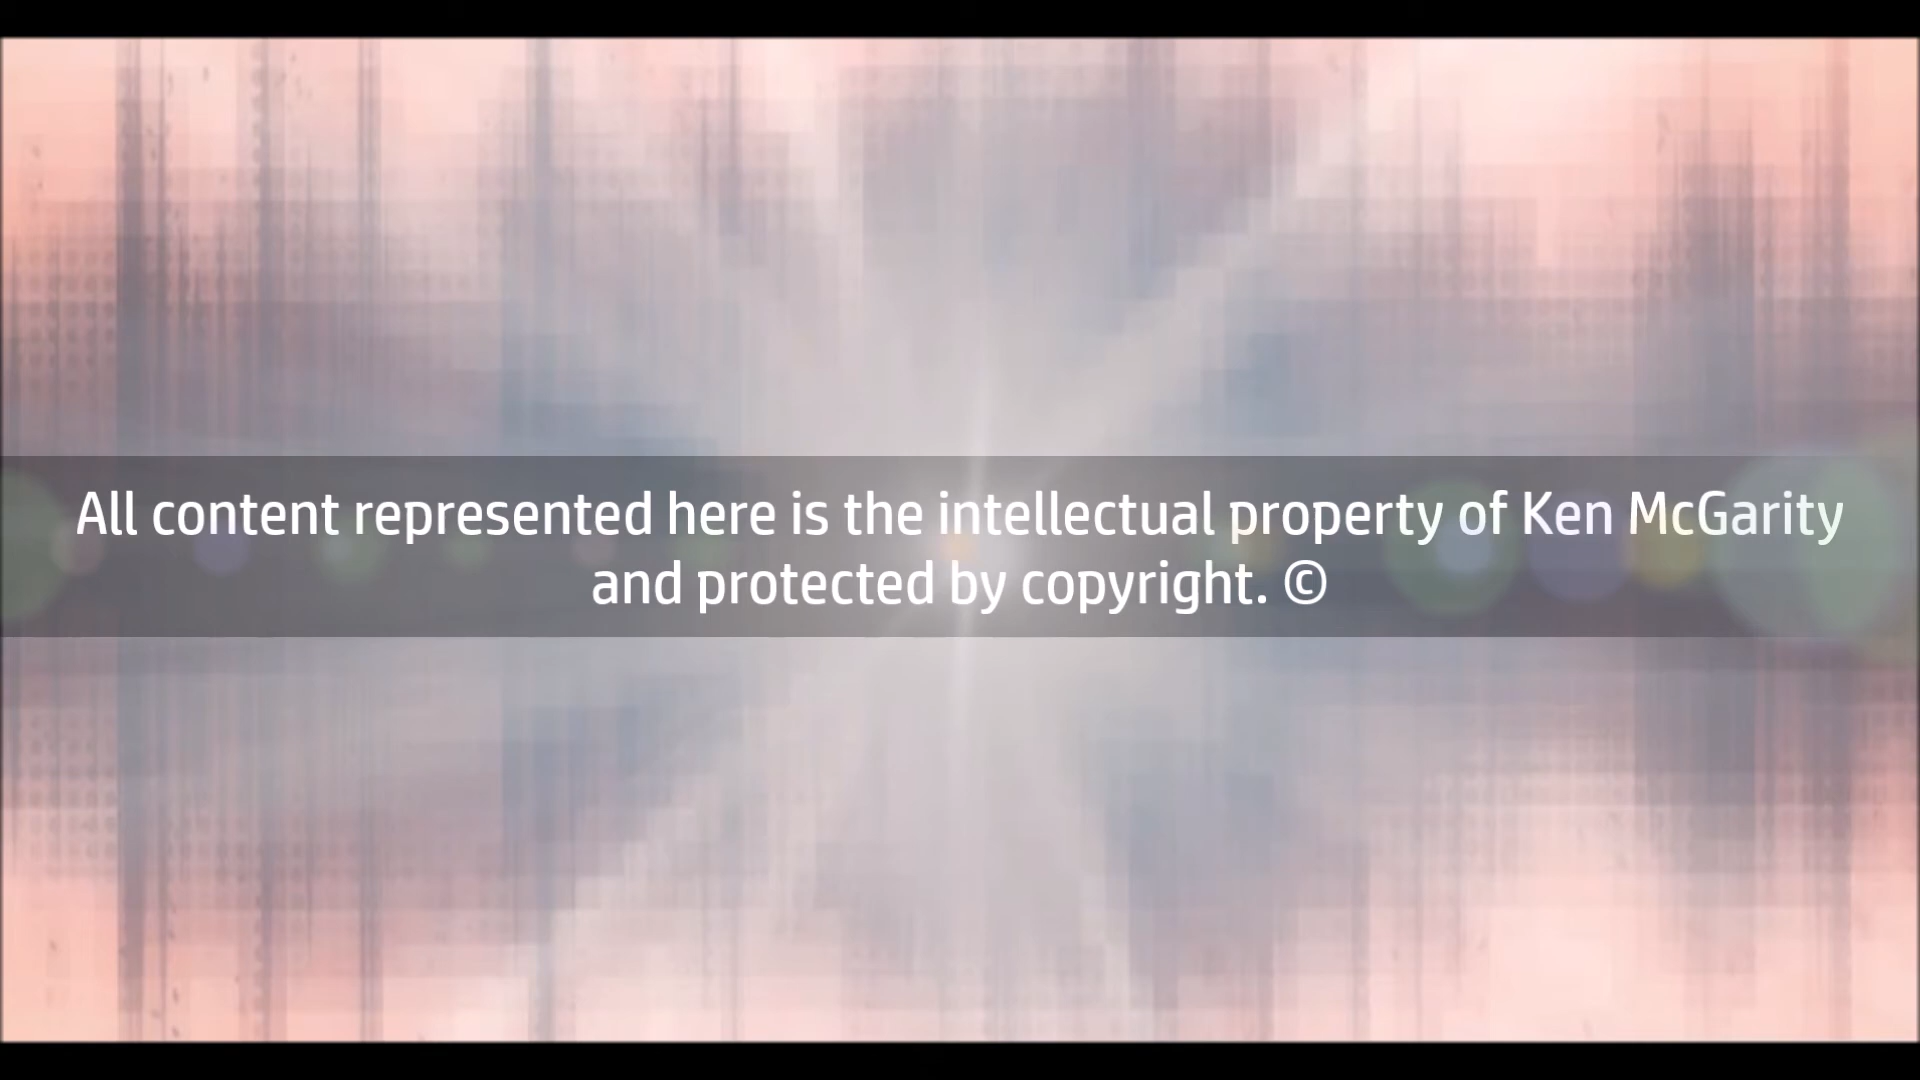 All content represented here is the intellectual property of Ken McGarity
and protected by copyright. ©